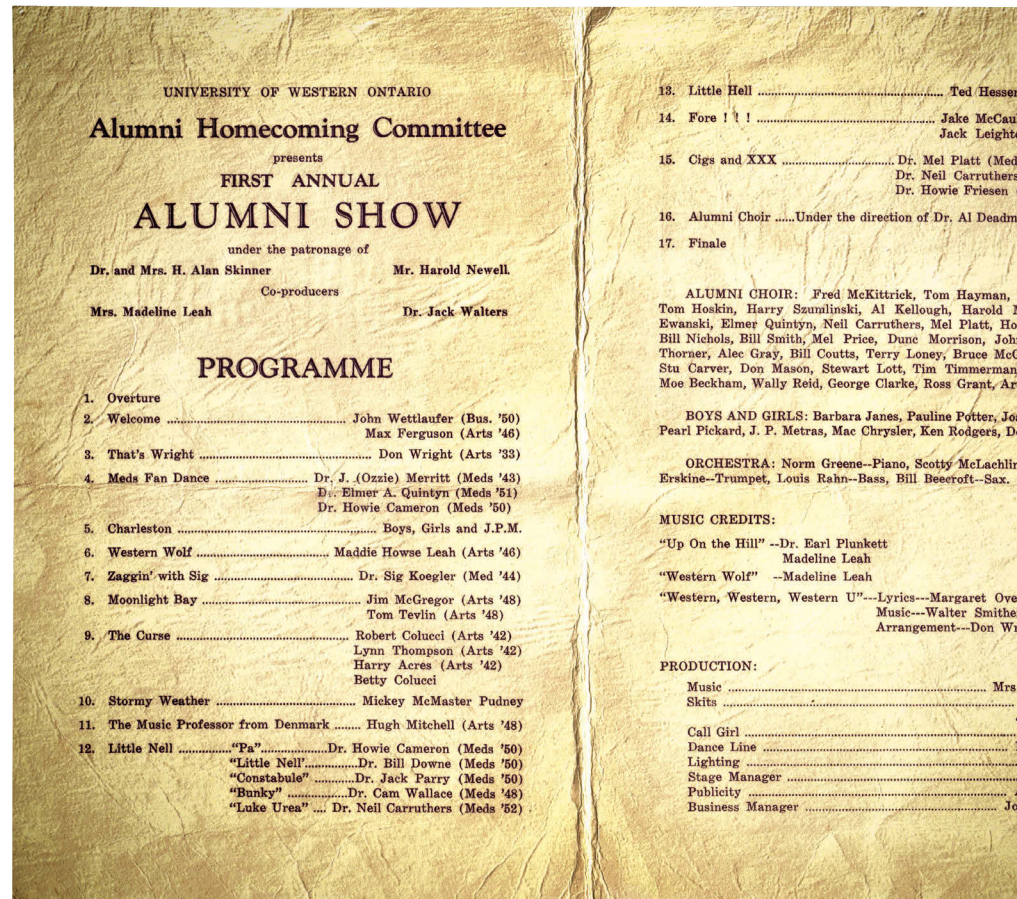 UNIVERSITY OF WESTERN ONTARIO
Alumni Homecoming Committee
presents
FIRST ANNUAL
ALUMNI SHOW
under the patronage of
Dr. and Mrs. H. Alan Skinner Mr. Harold Newell.
Co-producers
Mrs. Madeline Leah Dr. Jack Walters
PROGRAMME
1. Overture
2. Welcome ........ John Wettlaufer (Bus. '50)
Max Ferguson (Arts '46)
3. That's Wright ........ Don Wright (Arts '33)
4. Meds Fan Dance ........ Dr. J. (Ozzie) Merritt (Meds '43)
Dr. Elmer A. Quintyn (Meds '51)
Dr. Howie Cameron (Meds '50)
5. Charleston ........ Boys, Girls and J.P.M.
6. Western Wolf ........ Maddie Howse Leah (Arts '46)
7. Zaggin' with Sig ........ Dr. Sig Koegler (Med '44)
8. Moonlight Bay ........ Jim McGregor (Arts '48)
Tom Tevlin (Arts '48)
9. The Curse ........ Robert Colucci (Arts '42)
Lynn Thompson (Arts '42)
Harry Acres (Arts '42)
Betty Colucci
10. Stormy Weather ........ Mickey McMaster Pudney
11. The Music Professor from Denmark ....... Hugh Mitchell (Arts '48)
12. Little Nell ........ "Pa" ........ Dr. Howie Cameron (Meds '50)
"Little Nell' ........ Dr. Bill Downe (Meds '50)
"Constabule" ........ Dr. Jack Parry (Meds '50)
"Bunky" ........ Dr. Cam Wallace (Meds '48)
"Luke Urea" .... Dr. Neil Carruthers (Meds '52)
13. Little Hell ........ Ted Hesser
14. Fore ! ! ! ........ Jake McCau
Jack Leight
15. Cigs and XXX ........ Dr. Mel Platt (Med
Dr. Neil Carruthers
Dr. Howie Friesen
16. Alumni Choir .....Under the direction of Dr. Al Deadm
17. Finale
ALUMNI CHOIR: Fred McKittrick, Tom Hayman,
Tom Hoskin, Harry Szumlinski, Al Kellough, Harold
Ewanski, Elmer Quintyn, Neil Carruthers, Mel Platt, Ho
Bill Nichols, Bill Smith, Mel Price, Dunc Morrison, Joh
Thorner, Alec Gray, Bill Coutts, Terry Loney, Bruce Mc
Stu Carver, Don Mason, Stewart Lott, Tim Timmerman
Moe Beckham, Wally Reid, George Clarke, Ross Grant, Ar
BOYS AND GIRLS: Barbara Janes, Pauline Potter, Jo
Pearl Pickard, J. P. Metras, Mac Chrysler, Ken Rodgers, D
ORCHESTRA: Norm Greene--Piano, Scotty McLachlin
Erskine--Trumpet, Louis Rahn--Bass, Bill Beecroft--Sax.
MUSIC CREDITS:
"Up On the Hill" --Dr. Earl Plunkett
Madeline Leah
"Western Wolf" --Madeline Leah
"Western, Western, Western U"---Lyrics---Margaret Ove
Music---Walter Smithe
Arrangement---Don Wr
PRODUCTION:
Music ........ Mrs.
Skits ........
Call Girl ........
Dance Line ........
Lighting ........
Stage Manager ........
Publicity ........
Business Manager ........ Jo